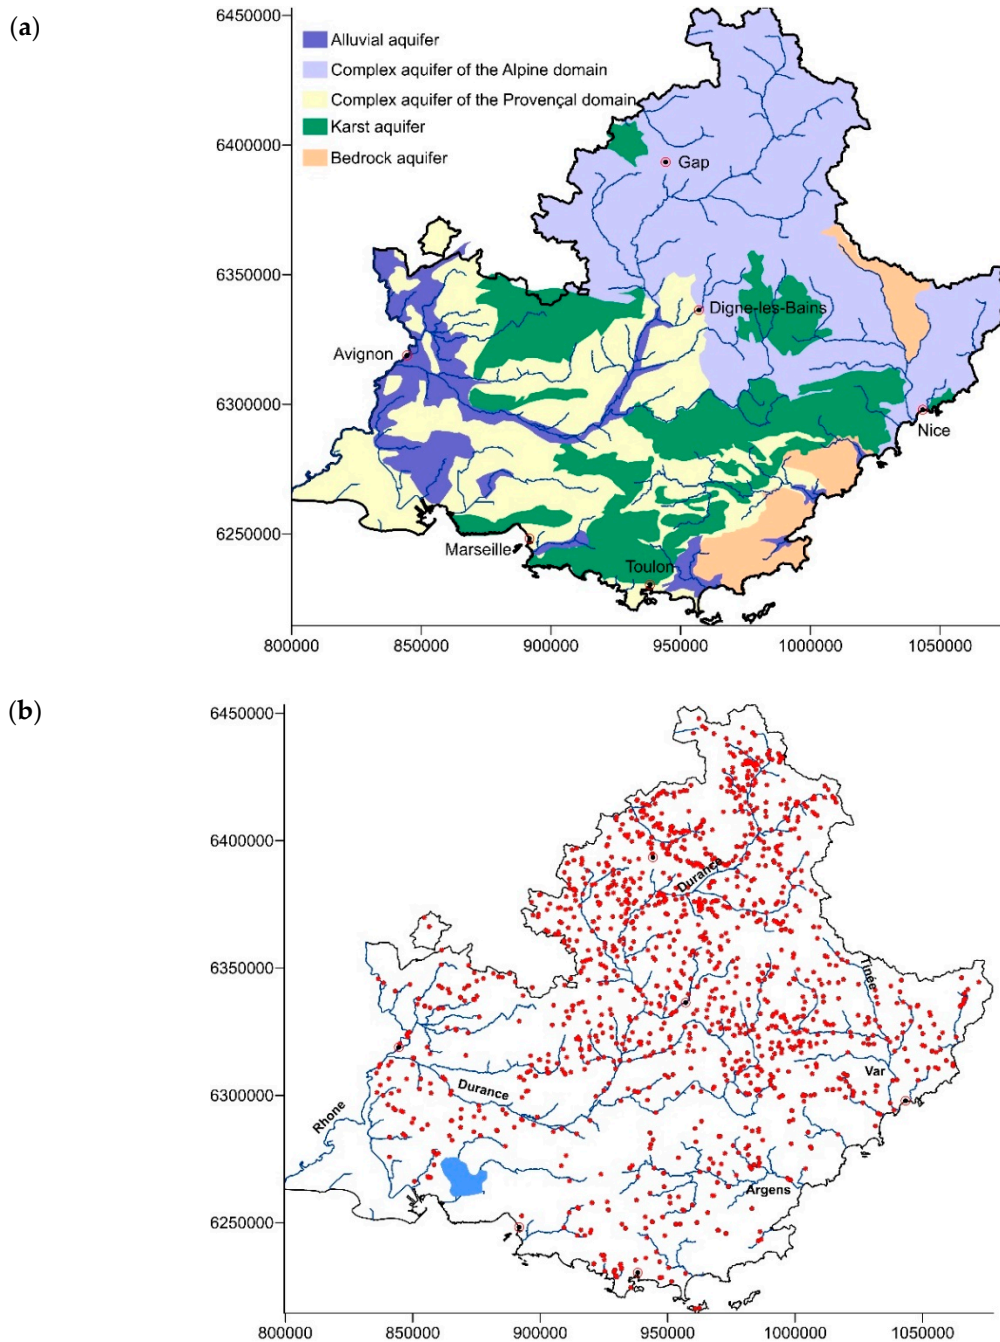 (a)
6450000
Alluvial aquifer
Complex aquifer of the Alpine domain
Complex aquifer of the Provençal domain
Karst aquifer
Bedrock aquifer
6400000
Gap
6350000
Digne-les-Bains
Avignon
6300000
Nice
6250000
Marseille
Toulon
800000 850000 900000 950000 1000000 1050000
(b)
6450000
6400000
Durance
6350000
Tinée
Var
6300000
Durance
Rhone
Argens
6250000
800000 850000 900000 950000 1000000 1050000